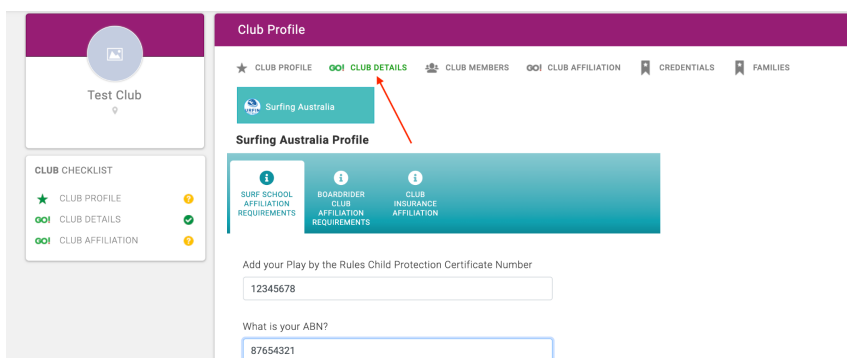 Club Profile
CLUB PROFILE GO! CLUB DETAILS CLUB MEMBERS GO! CLUB AFFILIATION CREDENTIALS FAMILIES
Test Club
Surfing Australia
Surfing Australia Profile
CLUB CHECKLIST
CLUB PROFILE ?
GO! CLUB DETAILS
GO! CLUB AFFILIATION ?
SURF SCHOOL
AFFILIATION
REQUIREMENTS
BOARDRIDER
CLUB
AFFILIATION
REQUIREMENTS
CLUB
INSURANCE
AFFILIATION
Add your Play by the Rules Child Protection Certificate Number
12345678
What is your ABN?
87654321